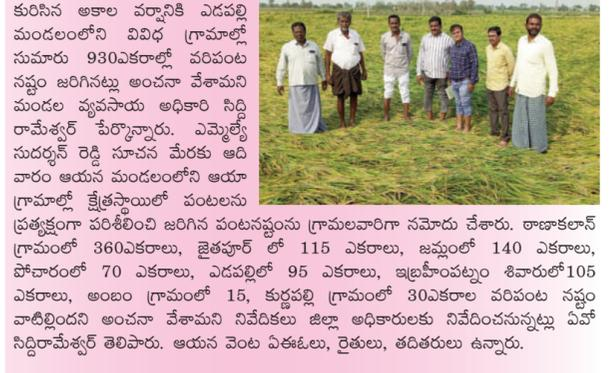 కురిసిన అకాల వర్షానికి ఎడపల్లి
మండలంలోని వివిధ గ్రామాల్లో
సుమారు 930ఎకరాల్లో వరిపంట
నష్టం జరిగినట్లు అంచనా వేశామని
మండల వ్యవసాయ అధికారి సిద్ది
రామేశ్వర్ పేర్కొన్నారు. ఎమ్మెల్యే
సుదర్శన్ రెడ్డి సూచన మేరకు ఆది
వారం ఆయన మండలంలోని ఆయా
గ్రామాల్లో క్షేత్రస్థాయిలో పంటలను
ప్రత్యక్షంగా పరిశీలించి జరిగిన పంటనష్టంను గ్రామలవారిగా నమోదు చేశారు. ఠాణాకలాన్
గ్రామంలో 360ఎకరాలు, జైతపూర్ లో 115 ఎకరాలు, జమ్లంలో 140 ఎకరాలు,
పోచారంలో 70 ఎకరాలు, ఎడపల్లిలో 95 ఎకరాలు, ఇబ్రహీంపట్నం శివారులో105
ఎకరాలు, అంబం గ్రామంలో 15, కుర్ణపల్లి గ్రామంలో 30ఎకరాల వరిపంట నష్టం
వాటిల్లిందని అంచనా వేశామని నివేదికలు జిల్లా అధికారులకు నివేదించనున్నట్లు ఏవో
సిద్దిరామేశ్వర్ తెలిపారు. ఆయన వెంట ఏఈఓలు, రైతులు, తదితరులు ఉన్నారు.